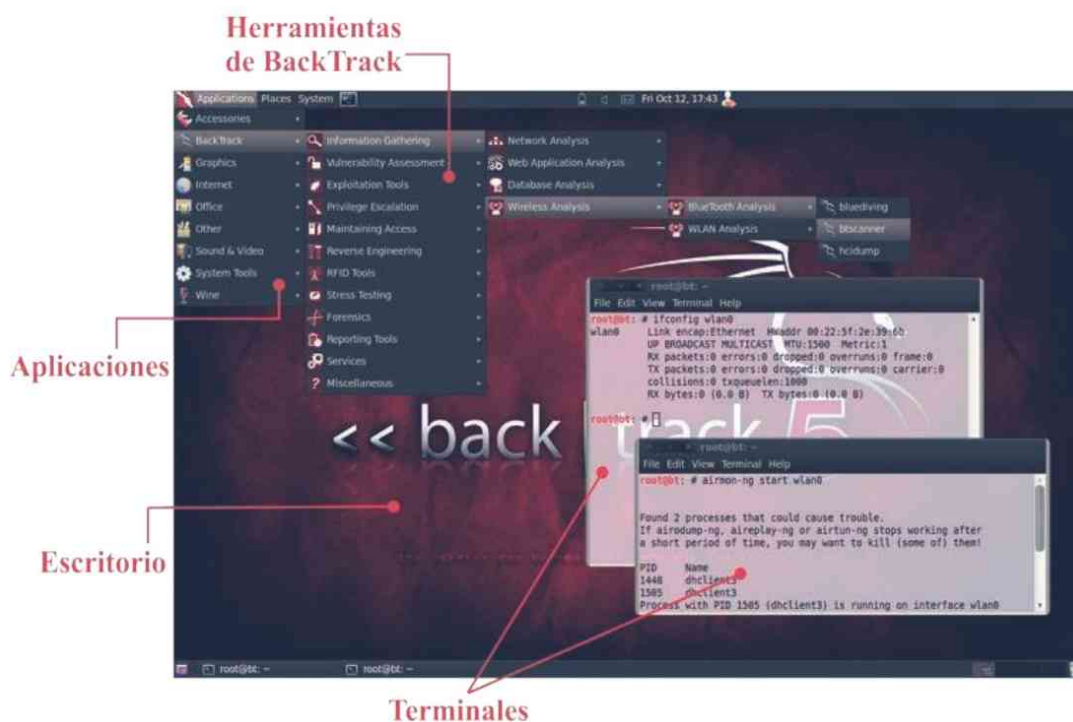 Herramientas
de BackTrack
Applications Places System
Fri Oct 12, 17:43
Accessories
BackTrack
Graphics
Internet
Office
Other
Sound & Video
System Tools
Wine
Information Gathering
Vulnerability Assessment
Exploitation Tools
Privilege Escalation
Maintaining Access
Reverse Engineering
RFID Tools
Stress Testing
Forensics
Reporting Tools
Services
Miscellaneous
Network Analysis
Web Application Analysis
Database Analysis
Wireless Analysis
BlueTooth Analysis
WLAN Analysis
bluediving
btscanner
hcidump
root@bt: ~
File Edit View Terminal Help
root@bt: # ifconfig wlan0
wlan0 Link encap:Ethernet HWaddr 00:22:5f:2e:39:6b
UP BROADCAST MULTICAST MTU:1500 Metric:1
RX packets:0 errors:0 dropped:0 overruns:0 frame:0
TX packets:0 errors:0 dropped:0 overruns:0 carrier:0
collisions:0 txqueuelen:1000
RX bytes:0 (0.0 B) TX bytes:0 (0.0 B)
root@bt: #
<< back track 5
root@bt: ~
File Edit View Terminal Help
root@bt: # airmon-ng start wlan0
Found 2 processes that could cause trouble.
If airodump-ng, aireplay-ng or airtun-ng stops working after
a short period of time, you may want to kill (some of) them!
PID Name
1448 dhclient3
1505 dhclient3
Process with PID 1505 (dhclient3) is running on interface wlan0
Aplicaciones
Escritorio
root@bt: ~
root@bt: ~
Terminales